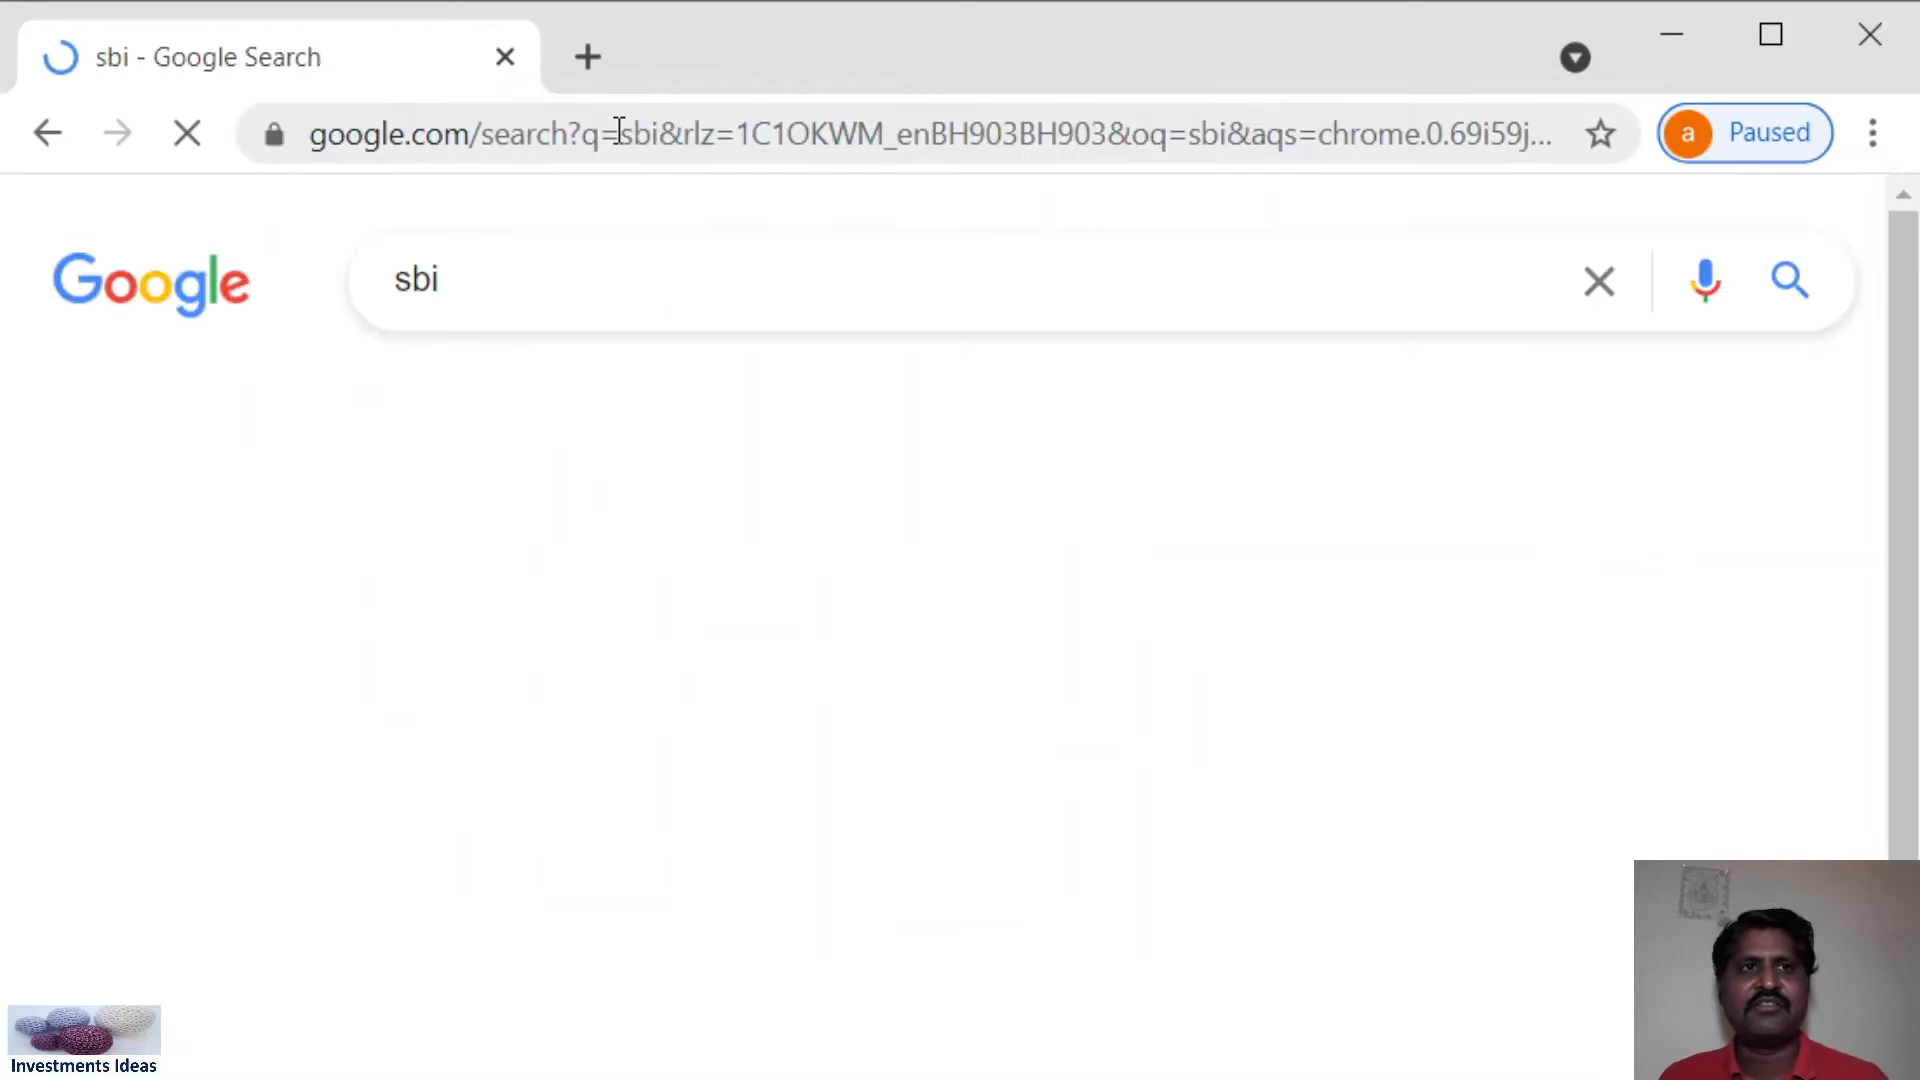 sbi - Google Search
google.com/search?q=sbi&rlz=1C1OKWM_enBH903BH903&oq=sbi&aqs=chrome.0.69i59j...
a Paused
Google
sbi
Investments Ideas